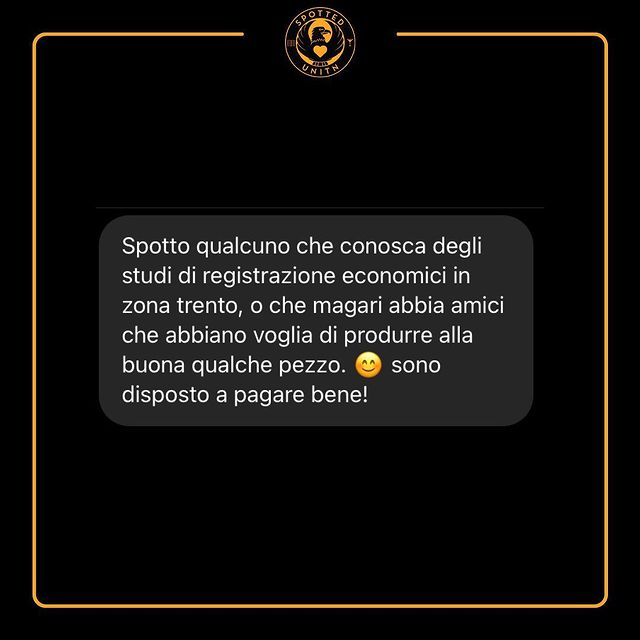 SPOTTED
UNITN
Spotto qualcuno che conosca degli
studi di registrazione economici in
zona trento, o che magari abbia amici
che abbiano voglia di produrre alla
buona qualche pezzo. 😊 sono
disposto a pagare bene!